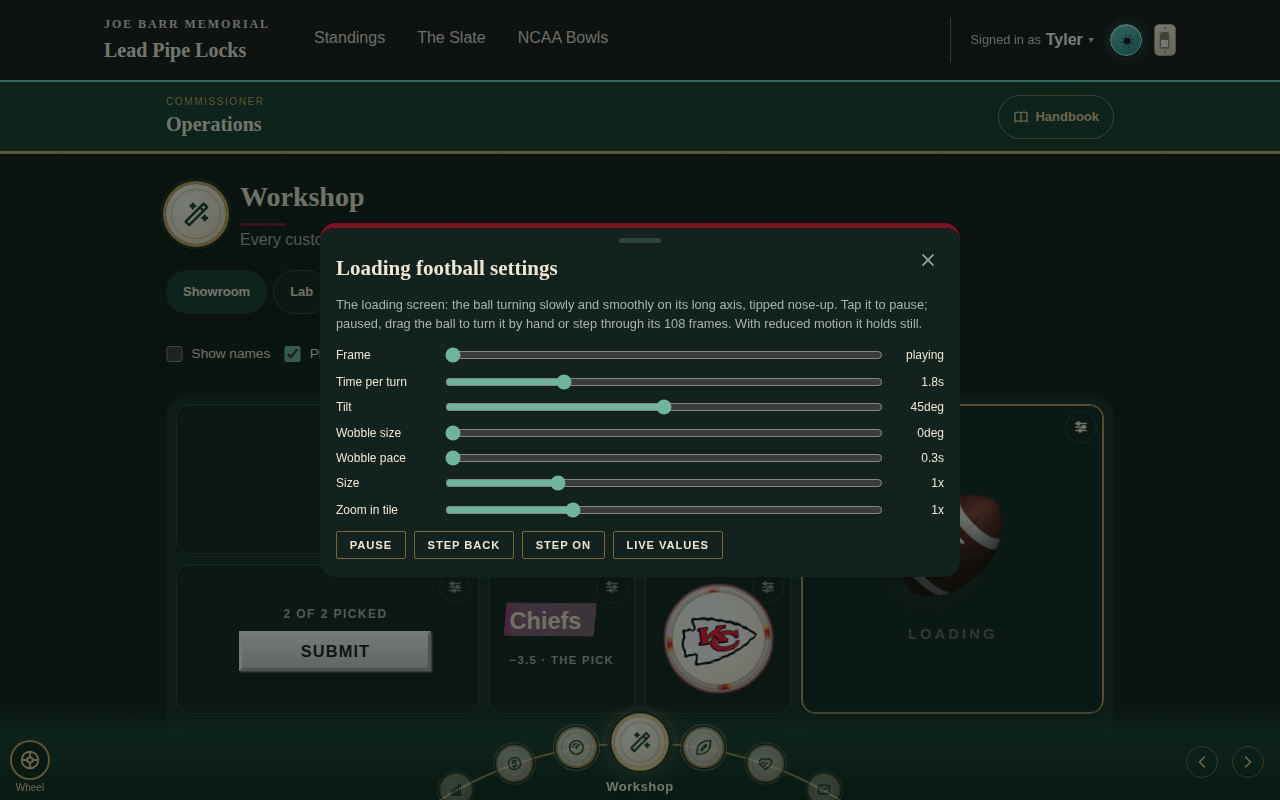 JOE BARR MEMORIAL
Lead Pipe Locks
Standings
The Slate
NCAA Bowls
Signed in as Tyler
COMMISSIONER
Operations
Handbook
Workshop
Every custo
Showroom
Lab
Show names
Loading football settings
The loading screen: the ball turning slowly and smoothly on its long axis, tipped nose-up. Tap it to pause;
paused, drag the ball to turn it by hand or step through its 108 frames. With reduced motion it holds still.
Frame playing
Time per turn 1.8s
Tilt 45deg
Wobble size 0deg
Wobble pace 0.3s
Size 1x
Zoom in tile 1x
PAUSE
STEP BACK
STEP ON
LIVE VALUES
2 OF 2 PICKED
SUBMIT
Chiefs
−3.5 · THE PICK
KC
LOADING
Wheel
Workshop